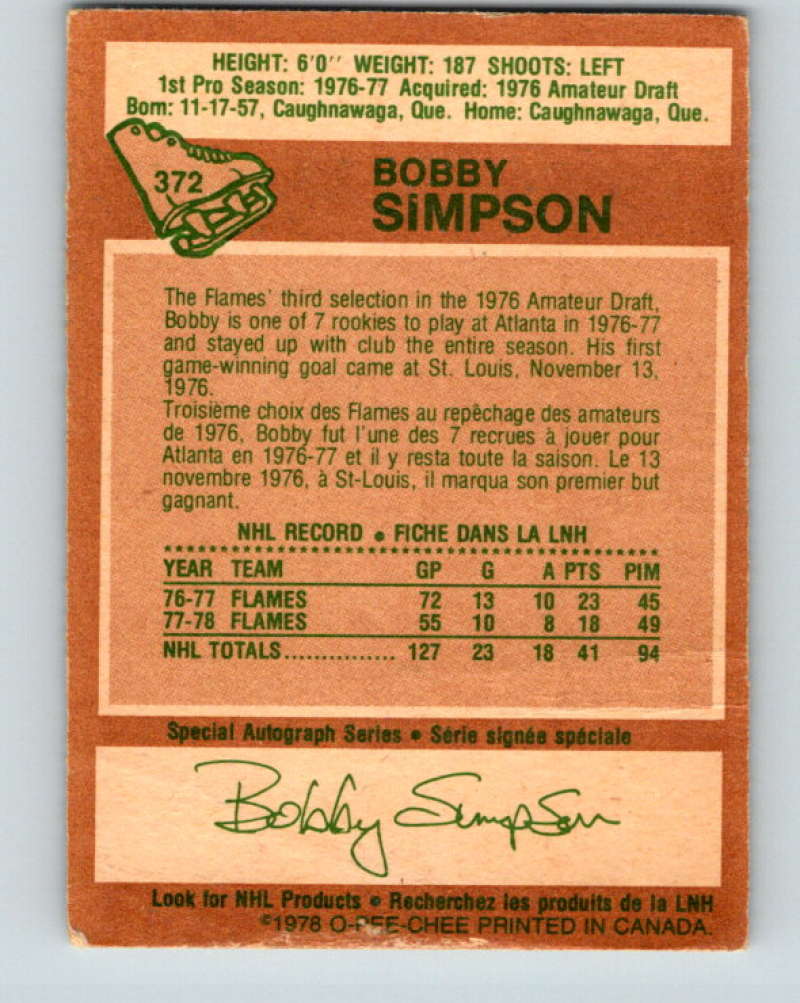 HEIGHT: 6'0'' WEIGHT: 187 SHOOTS: LEFT
1st Pro Season: 1976-77 Acquired: 1976 Amateur Draft
Born: 11-17-57, Caughnawaga, Que. Home: Caughnawaga, Que.
372
BOBBY
SiMPSON
The Flames' third selection in the 1976 Amateur Draft,
Bobby is one of 7 rookies to play at Atlanta in 1976-77
and stayed up with club the entire season. His first
game-winning goal came at St. Louis, November 13,
1976.
Troisième choix des Flames au repêchage des amateurs
de 1976, Bobby fut l'une des 7 recrues à jouer pour
Atlanta en 1976-77 et il y resta toute la saison. Le 13
novembre 1976, à St-Louis, il marqua son premier but
gagnant.
NHL RECORD • FICHE DANS LA LNH
YEAR TEAM GP G A PTS PIM
76-77 FLAMES 72 13 10 23 45
77-78 FLAMES 55 10 8 18 49
NHL TOTALS............... 127 23 18 41 94
Special Autograph Series • Série signée spéciale
Bobby Simpson
Look for NHL Products • Recherchez les produits de la LNH
©1978 O-PEE-CHEE PRINTED IN CANADA.